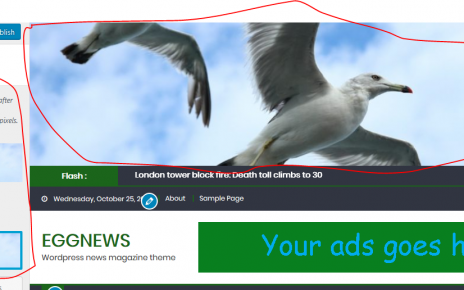 blish
after
pixels.
Flash :
London tower block fire: Death toll climbs to 30
Wednesday, October 25, 2
About
Sample Page
EGGNEWS
Wordpress news magazine theme
Your ads goes h